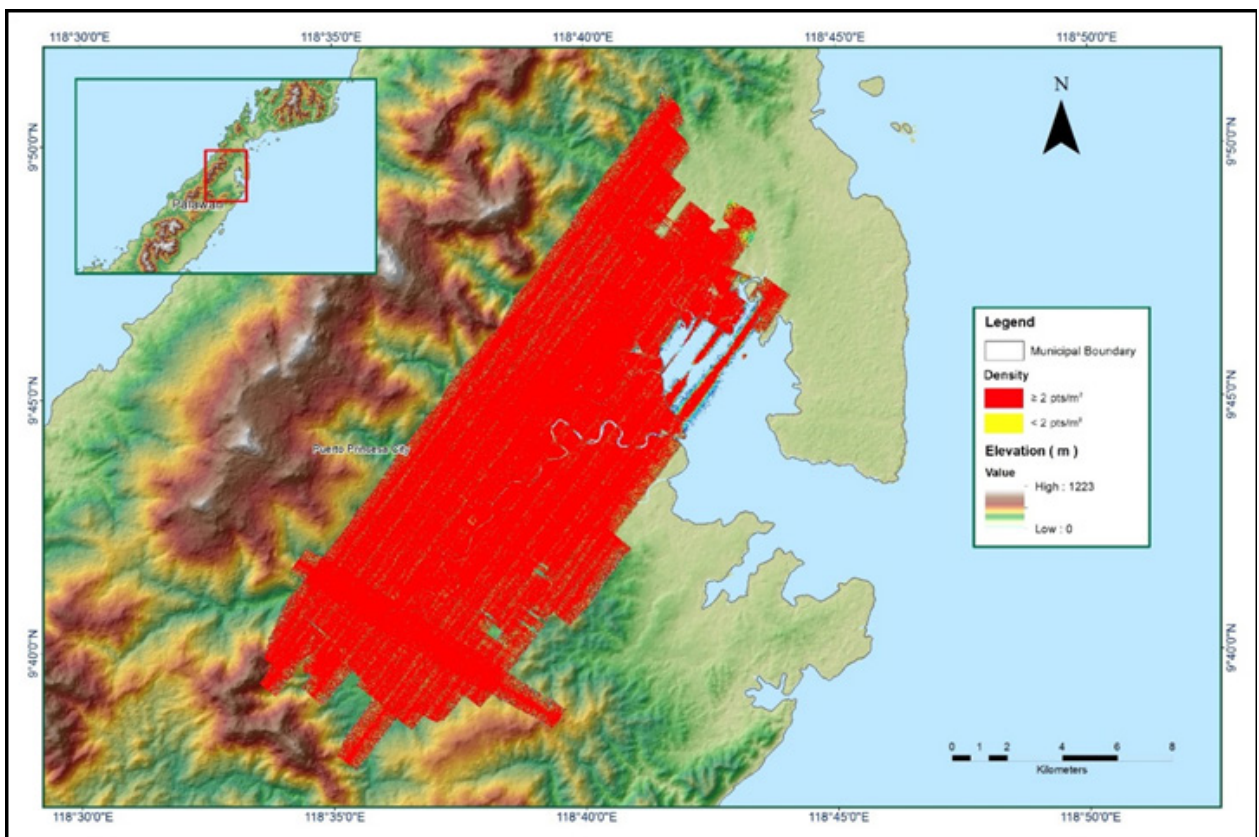 118°30'0"E 118°35'0"E 118°40'0"E 118°45'0"E 118°50'0"E
N
9°50'0"N 9°50'0"N
Palawan
Legend
Municipal Boundary
Density
≥ 2 pts/m²
< 2 pts/m²
Elevation ( m )
Value
High : 1223
Low : 0
9°45'0"N 9°45'0"N
Puerto Princesa City
9°40'0"N 9°40'0"N
0 1 2 4 6 8
Kilometers
118°30'0"E 118°35'0"E 118°40'0"E 118°45'0"E 118°50'0"E